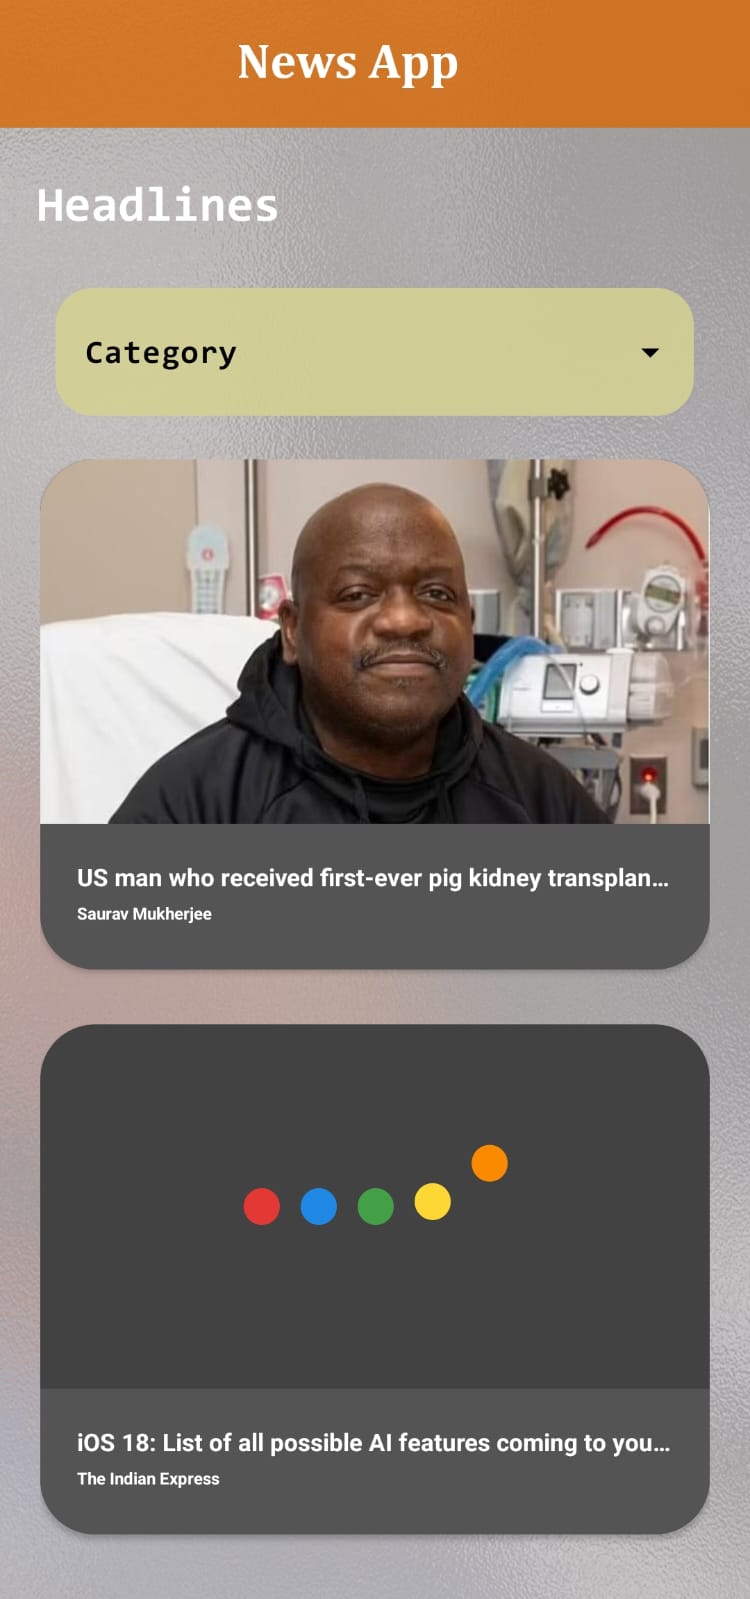 News App
Headlines
Category
US man who received first-ever pig kidney transplan...
Saurav Mukherjee
iOS 18: List of all possible AI features coming to you...
The Indian Express